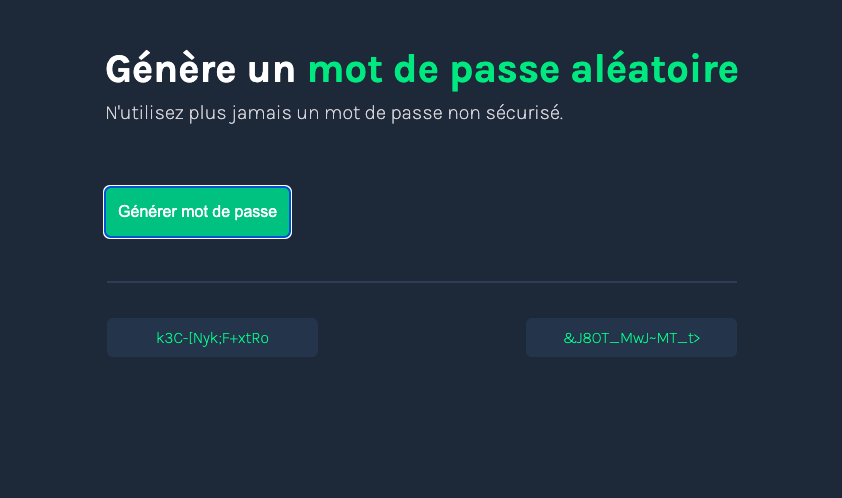 Génère un mot de passe aléatoire
N'utilisez plus jamais un mot de passe non sécurisé.
Générer mot de passe
k3C-[Nyk;F+xtRo
&J8OT_MwJ~MT_t>